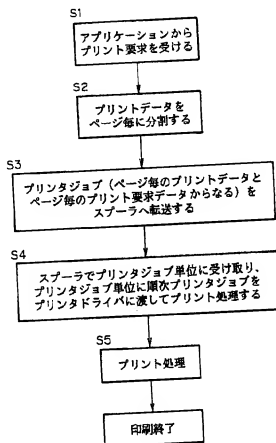 S1
アプリケーションから
プリント要求を受ける
S2
プリントデータを
ページ毎に分割する
S3
プリンタジョブ（ページ毎のプリントデータと
ページ毎のプリント要求データからなる）を
スプーラへ転送する
S4
スプーラでプリンタジョブ単位に受け取り、
プリンタジョブ単位に順次プリンタジョブを
プリンタドライバに渡してプリント処理する
S5
プリント処理
印刷終了